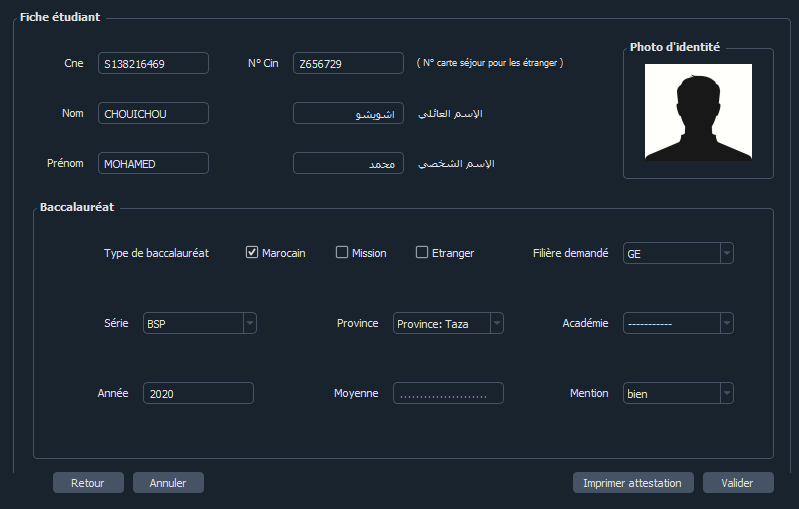 Fiche étudiant
Cne S138216469 N° Cin Z656729 ( N° carte séjour pour les étranger ) Photo d'identité
Nom CHOUICHOU اشويشو الإسم العائلي
Prénom MOHAMED محمد الإسم الشخصي
Baccalauréat
Type de baccalauréat Marocain Mission Etranger Filière demandé GE
Série BSP Province Province: Taza Académie -----------
Année 2020 Moyenne ...................... Mention bien
Retour Annuler Imprimer attestation Valider